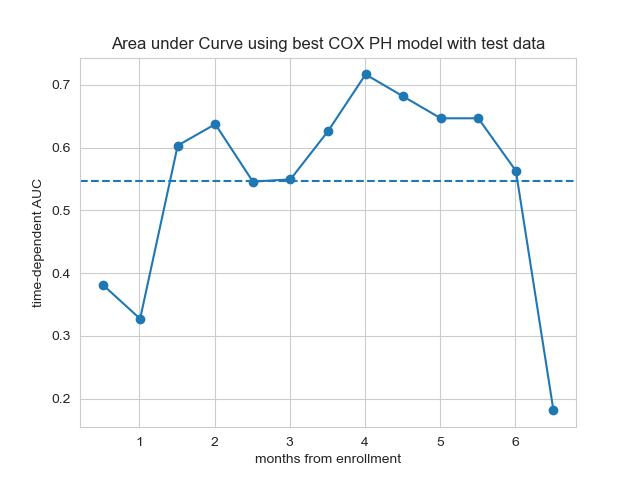 Area under Curve using best COX PH model with test data
time-dependent AUC
0.7
0.6
0.5
0.4
0.3
0.2
1 2 3 4 5 6
months from enrollment